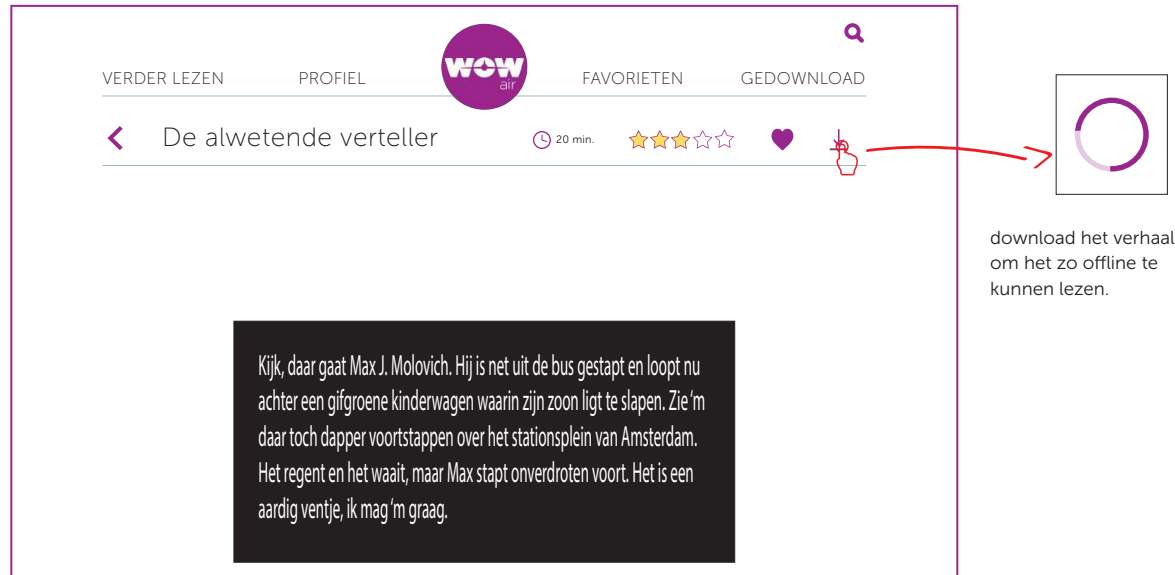 VERDER LEZEN PROFIEL WOW air FAVORIETEN GEDOWNLOAD
De alwetende verteller 20 min.
download het verhaal
om het zo offline te
kunnen lezen.
Kijk, daar gaat Max J. Molovich. Hij is net uit de bus gestapt en loopt nu
achter een gifgroene kinderwagen waarin zijn zoon ligt te slapen. Zie ‘m
daar toch dapper voortstappen over het stationsplein van Amsterdam.
Het regent en het waait, maar Max stapt onverdroten voort. Het is een
aardig ventje, ik mag ‘m graag.